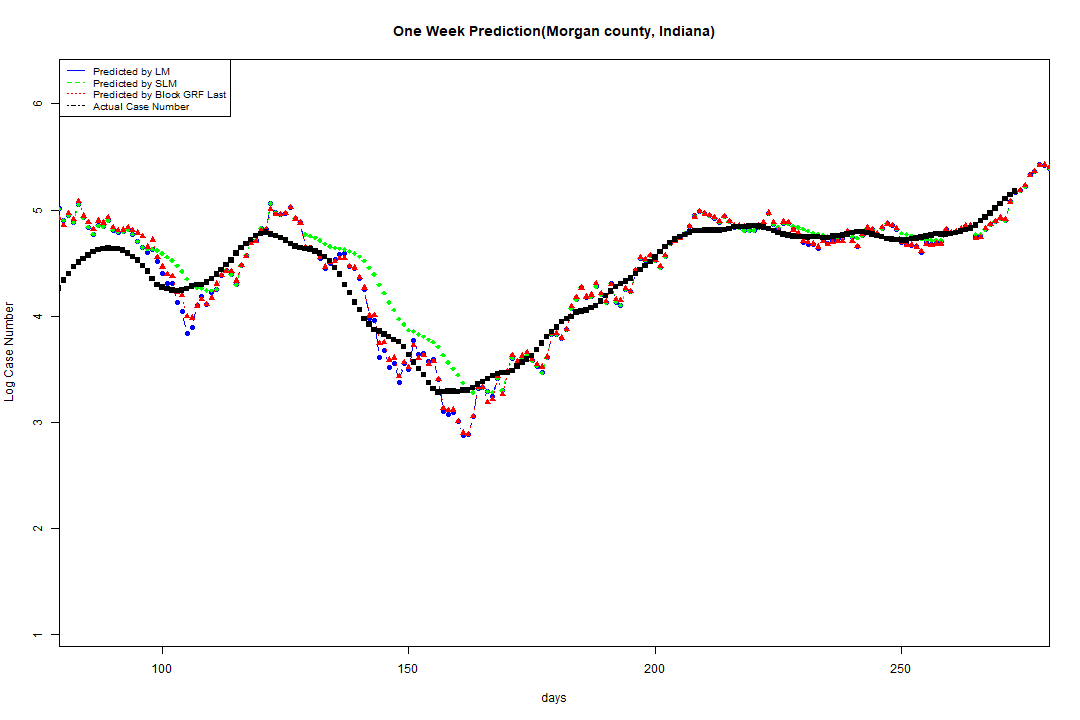 One Week Prediction(Morgan county, Indiana)
Predicted by LM
Predicted by SLM
Predicted by Block GRF Last
Actual Case Number
6
5
4
3
2
1
Log Case Number
100 150 200 250
days